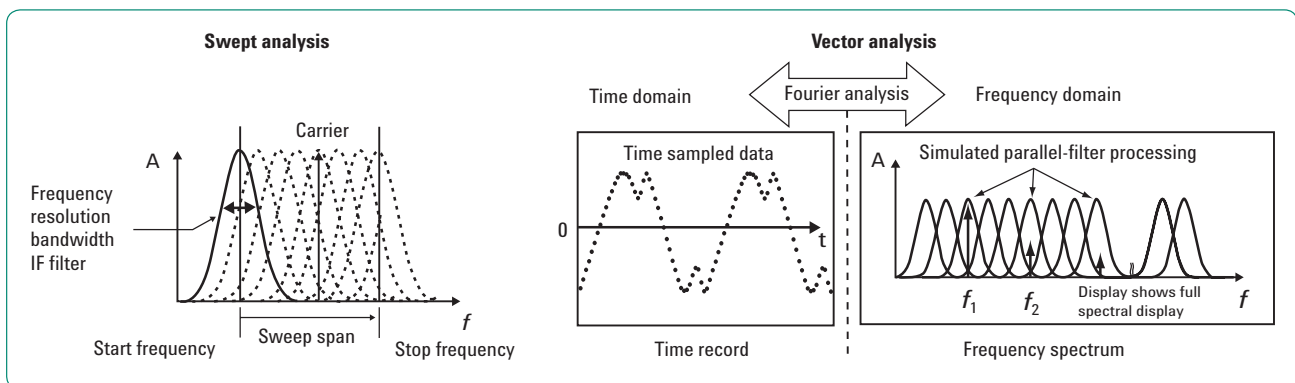 Swept analysis
Carrier
A
Frequency
resolution
bandwidth
IF filter
f
Sweep span
Start frequency
Stop frequency
Vector analysis
Fourier analysis
Time domain
Frequency domain
Time sampled data
0
t
Time record
Simulated parallel-filter processing
A
f1
f2
Display shows full
spectral display
f
Frequency spectrum